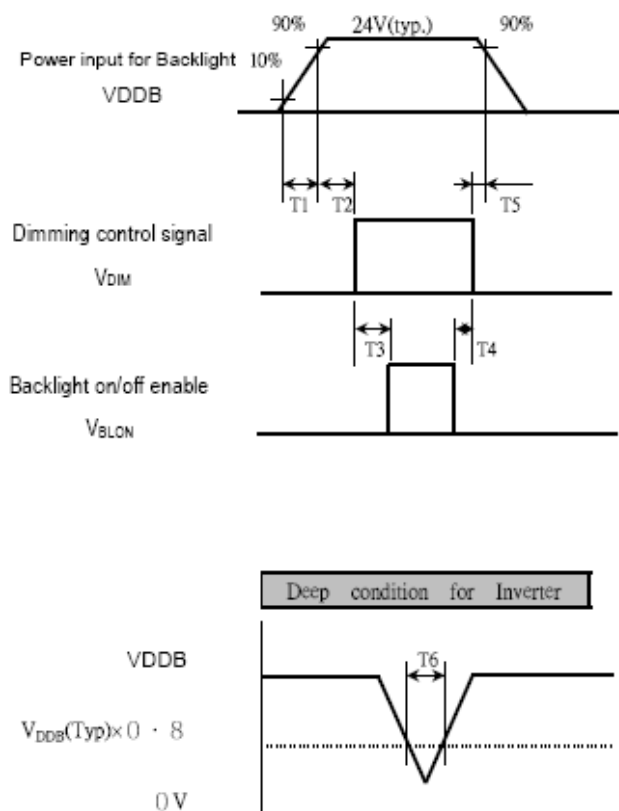 90% 24V(typ.) 90%
Power input for Backlight 10%
VDDB
T1 T2 T5
Dimming control signal
VDIM
T3 T4
Backlight on/off enable
VBLON
Deep condition for Inverter
VDDB
T6
VDDB(Typ)×0 · 8
0V